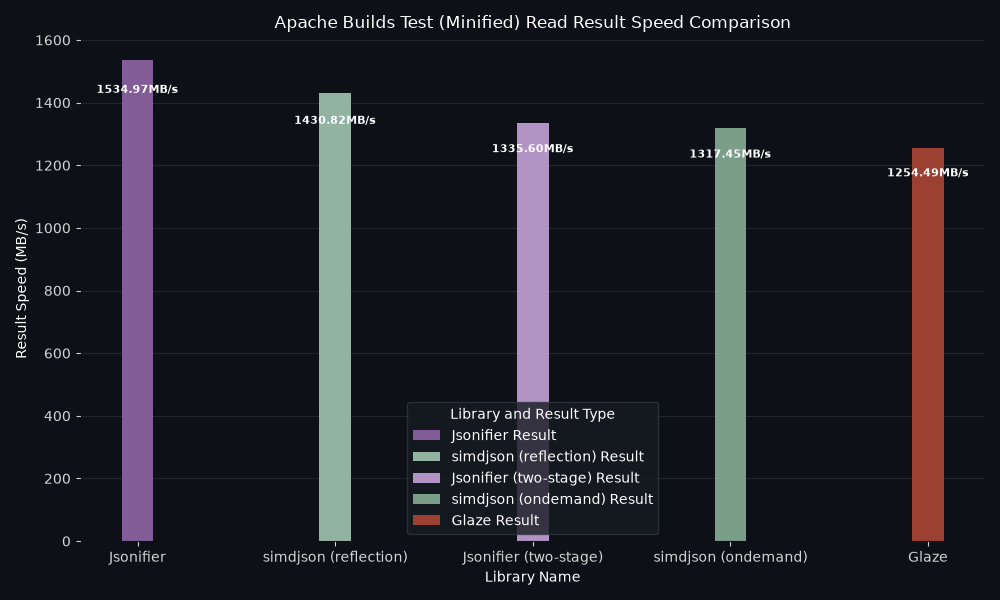 Apache Builds Test (Minified) Read Result Speed Comparison
Result Speed (MB/s)
1600
1400
1200
1000
800
600
400
200
0
1534.97MB/s
1430.82MB/s
1335.60MB/s
1317.45MB/s
1254.49MB/s
Library and Result Type
Jsonifier Result
simdjson (reflection) Result
Jsonifier (two-stage) Result
simdjson (ondemand) Result
Glaze Result
Jsonifier
simdjson (reflection)
Jsonifier (two-stage)
simdjson (ondemand)
Glaze
Library Name